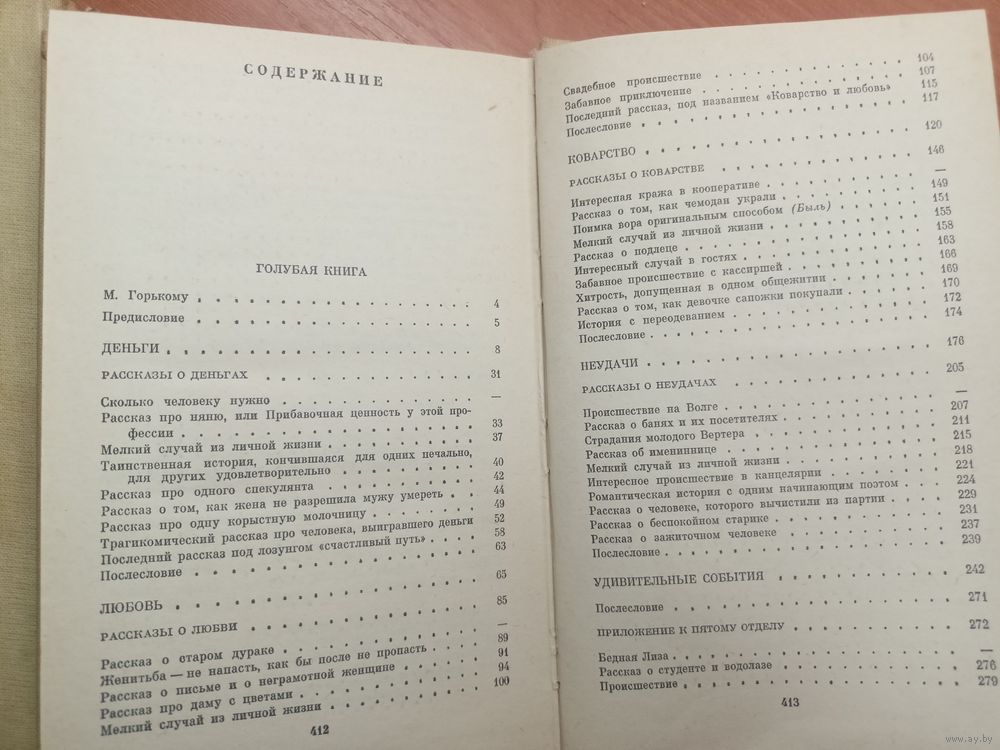 СОДЕРЖАНИЕ
ГОЛУБАЯ КНИГА
М. Горькому . . . . . . . . . . . . . . . . 4
Предисловие . . . . . . . . . . . . . . . . 5
ДЕНЬГИ . . . . . . . . . . . . . . . . . . 8
РАССКАЗЫ О ДЕНЬГАХ . . . . . . . . . . . . 31
Сколько человеку нужно . . . . . . . . . . —
Рассказ про няню, или Прибавочная ценность у этой про-
фессии . . . . . . . . . . . . . . . . . 33
Мелкий случай из личной жизни . . . . . . . 37
Таинственная история, кончившаяся для одних печально,
для других удовлетворительно . . . . . . . 40
Рассказ про одного спекулянта . . . . . . . 42
Рассказ о том, как жена не разрешила мужу умереть . . 44
Рассказ про одну корыстную молочницу . . . . 49
Трагикомический рассказ про человека, выигравшего деньги 52
Последний рассказ под лозунгом «счастливый путь» . . . 58
Послесловие . . . . . . . . . . . . . . . . 63
ЛЮБОВЬ . . . . . . . . . . . . . . . . . . 65
РАССКАЗЫ О ЛЮБВИ . . . . . . . . . . . . . 85
Рассказ о старом дураке . . . . . . . . . . —
Женитьба — не напасть, как бы после не пропасть . . . 89
Рассказ о письме и о неграмотной женщине . . . 91
Рассказ про даму с цветами . . . . . . . . 94
Мелкий случай из личной жизни . . . . . . . 100
412
Свадебное происшествие . . . . . . . . . . 104
Забавное приключение . . . . . . . . . . . 107
Последний рассказ, под названием «Коварство и любовь» 115
Послесловие . . . . . . . . . . . . . . . . 117
КОВАРСТВО . . . . . . . . . . . . . . . . . 120
РАССКАЗЫ О КОВАРСТВЕ . . . . . . . . . . . 146
Интересная кража в кооперативе . . . . . . . —
Рассказ о том, как чемодан украли . . . . . 149
Поимка вора оригинальным способом (Быль) . . . 151
Мелкий случай из личной жизни . . . . . . . 155
Рассказ о подлеце . . . . . . . . . . . . . 158
Интересный случай в гостях . . . . . . . . 163
Забавное происшествие с кассиршей . . . . . 166
Хитрость, допущенная в одном общежитии . . . 169
Рассказ о том, как девочке сапожки покупали . . . 170
История с переодеванием . . . . . . . . . . 172
Послесловие . . . . . . . . . . . . . . . . 174
НЕУДАЧИ . . . . . . . . . . . . . . . . . . 176
РАССКАЗЫ О НЕУДАЧАХ . . . . . . . . . . . . 205
Происшествие на Волге . . . . . . . . . . . —
Рассказ о банях и их посетителях . . . . . . 207
Страдания молодого Вертера . . . . . . . . 211
Рассказ об имениннице . . . . . . . . . . . 215
Мелкий случай из личной жизни . . . . . . . 218
Интересное происшествие в канцелярии . . . . 221
Романтическая история с одним начинающим поэтом . . . 224
Рассказ о человеке, которого вычистили из партии . . . 229
Рассказ о беспокойном старике . . . . . . . 231
Рассказ о зажиточном человеке . . . . . . . 237
Послесловие . . . . . . . . . . . . . . . . 239
УДИВИТЕЛЬНЫЕ СОБЫТИЯ . . . . . . . . . . . 242
Послесловие . . . . . . . . . . . . . . . . 271
ПРИЛОЖЕНИЕ К ПЯТОМУ ОТДЕЛУ . . . . . . . . 272
Бедная Лиза . . . . . . . . . . . . . . . . —
Рассказ о студенте и водолазе . . . . . . . 276
Происшествие . . . . . . . . . . . . . . . 279
413
www.ay.by